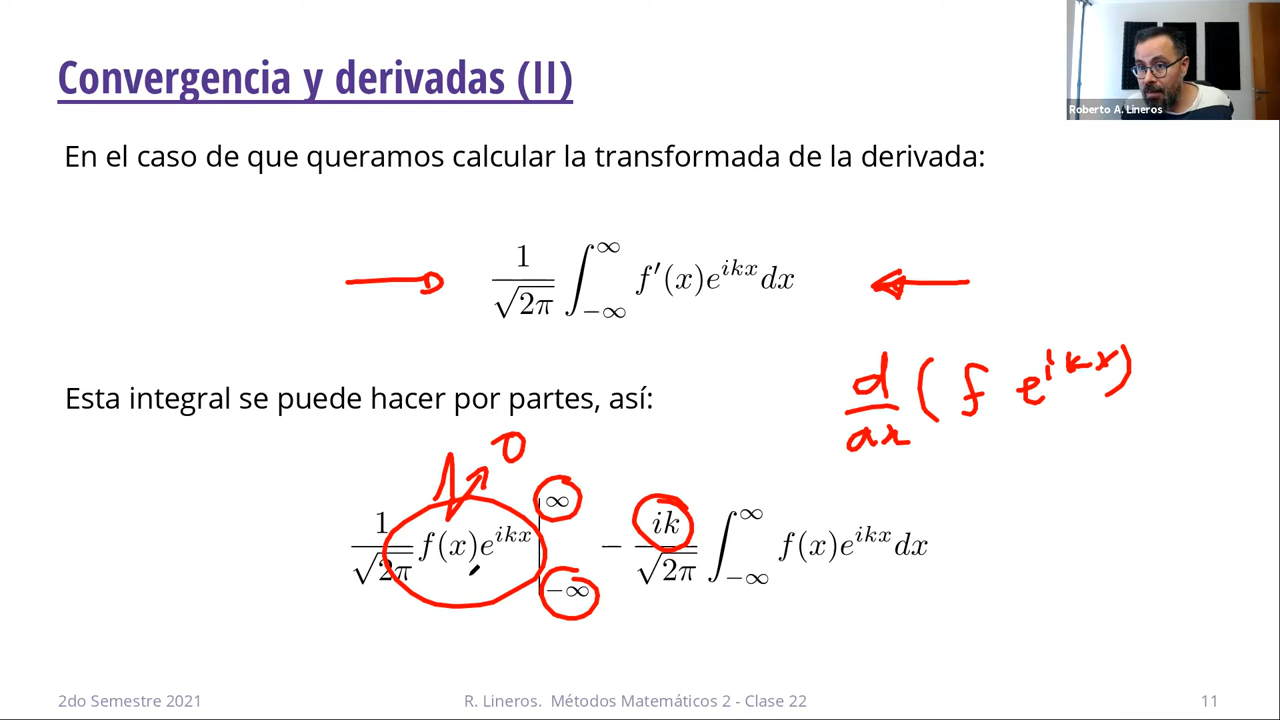 Convergencia y derivadas (II)
Roberto A. Lineros
En el caso de que queramos calcular la transformada de la derivada:
1/√2π ∫_{-∞}^{∞} f′(x)e^{ikx}dx
d/dx (f e^{ikx})
Esta integral se puede hacer por partes, así:
0
1/√2π f(x)e^{ikx} |_{-∞}^{∞} − ik/√2π ∫_{-∞}^{∞} f(x)e^{ikx}dx
2do Semestre 2021
R. Lineros. Métodos Matemáticos 2 - Clase 22
11